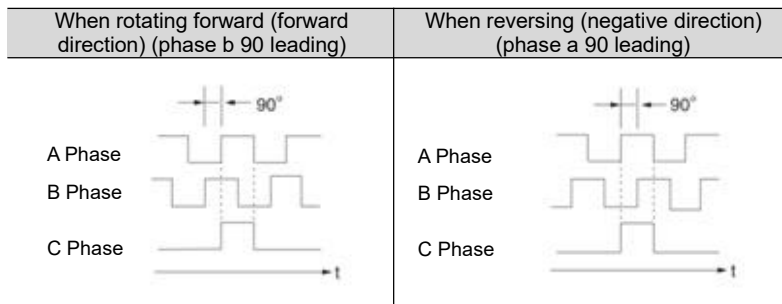 When rotating forward (forward
direction) (phase b 90 leading)
When reversing (negative direction)
(phase a 90 leading)
90°
A Phase
B Phase
C Phase
t
90°
A Phase
B Phase
C Phase
t